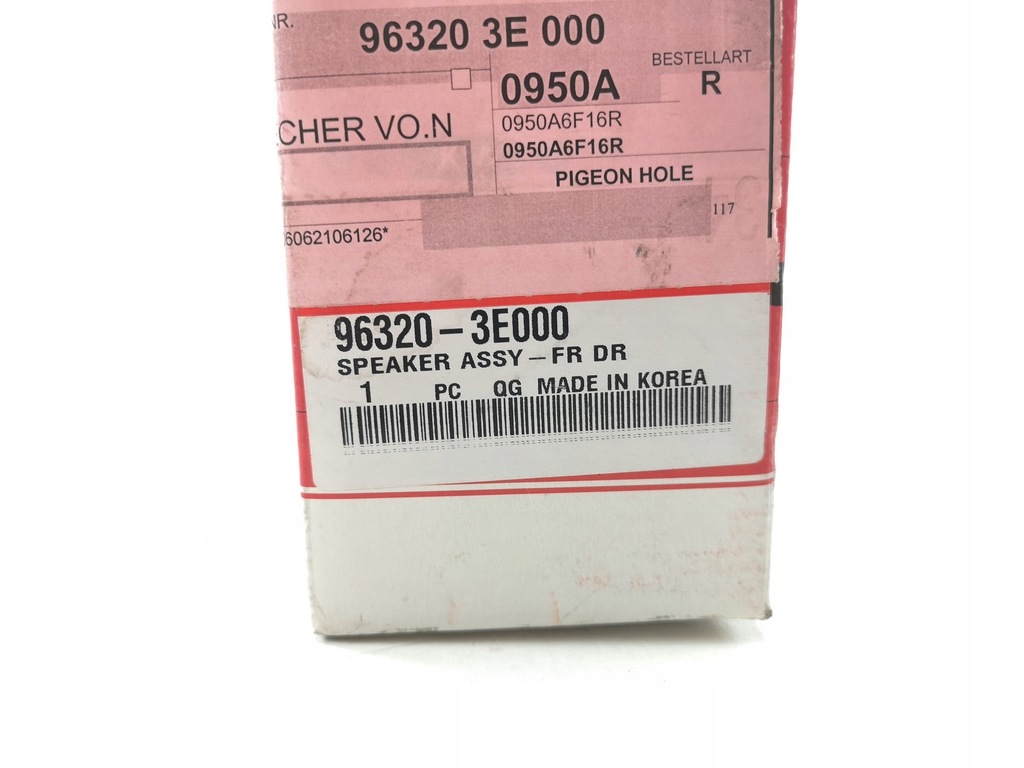 NR.
96320 3E 000
BESTELLART
0950A R
0950A6F16R
CHER VO.N
0950A6F16R
PIGEON HOLE
117
6062106126*
96320-3E000
SPEAKER ASSY-FR DR
1 PC QG MADE IN KOREA